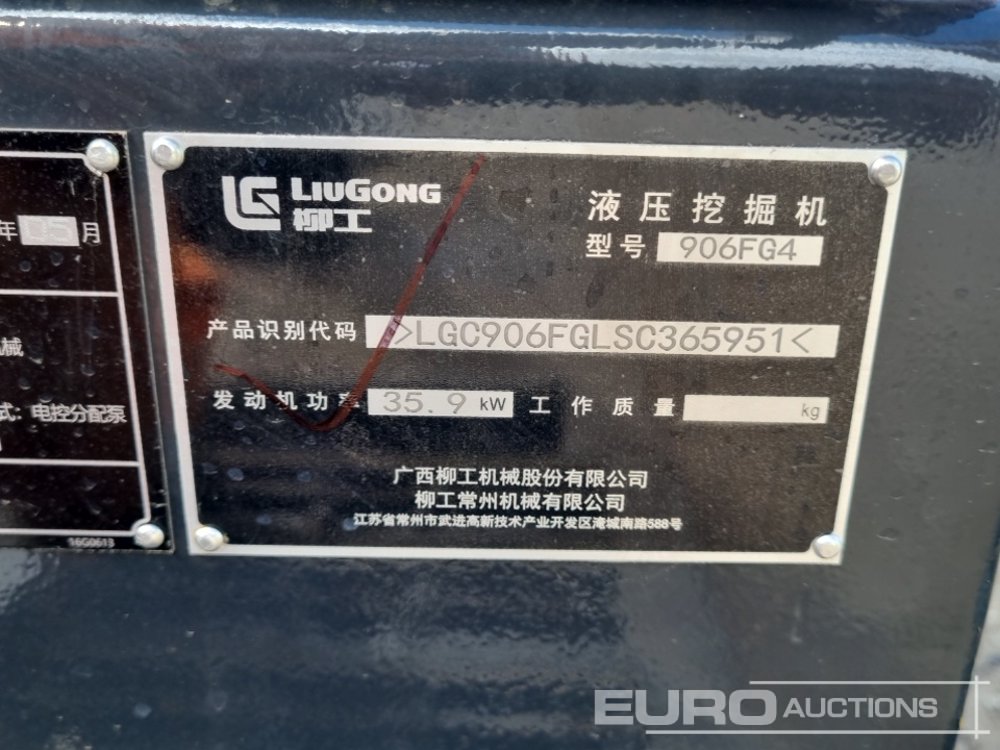 年 05 月
械
式：电控分配泵
16G0613
LG LIUGONG
柳工
液压挖掘机
型号 906FG4
产品识别代码 >LGC906FGLSC365951<
发动机功率 35.9 kW 工作质量 kg
广西柳工机械股份有限公司
柳工常州机械有限公司
江苏省常州市武进高新技术产业开发区淹城南路588号
EURO AUCTIONS